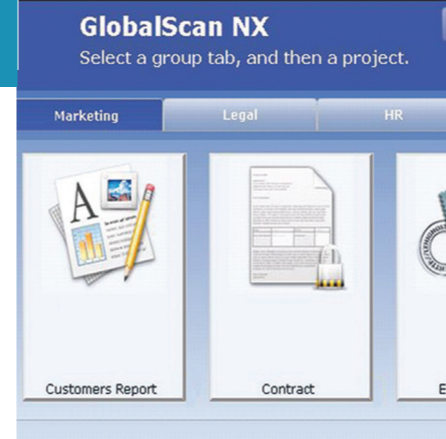 GlobalScan NX
Select a group tab, and then a project.
Marketing Legal HR
Customers Report Contract E